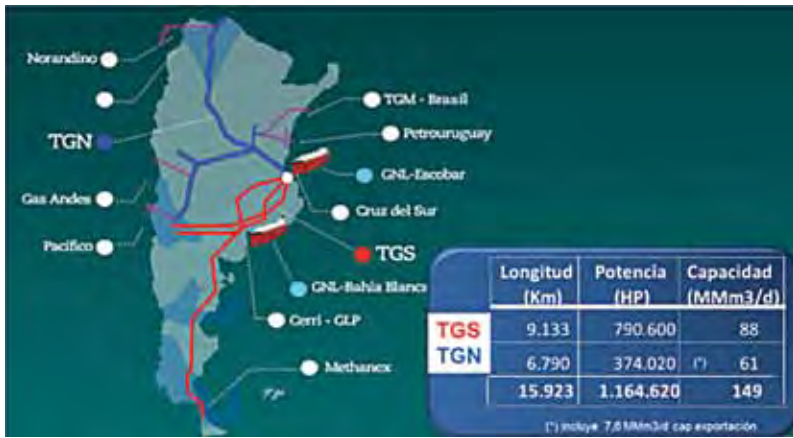 Norandino
TGN
Gas Andes
Pacífico
TGM - Brasil
Petrouruguay
GNL-Escobar
Cruz del Sur
TGS
GNL-Bahia Blanca
Cerri - GLP
Methanex
Longitud Potencia Capacidad
(Km) (HP) (MMm3/d)
TGS 9.133 790.600 88
TGN 6.790 374.020 (*) 61
15.923 1.164.620 149
(*) incluye 7,6 MMm3/d cap exportación